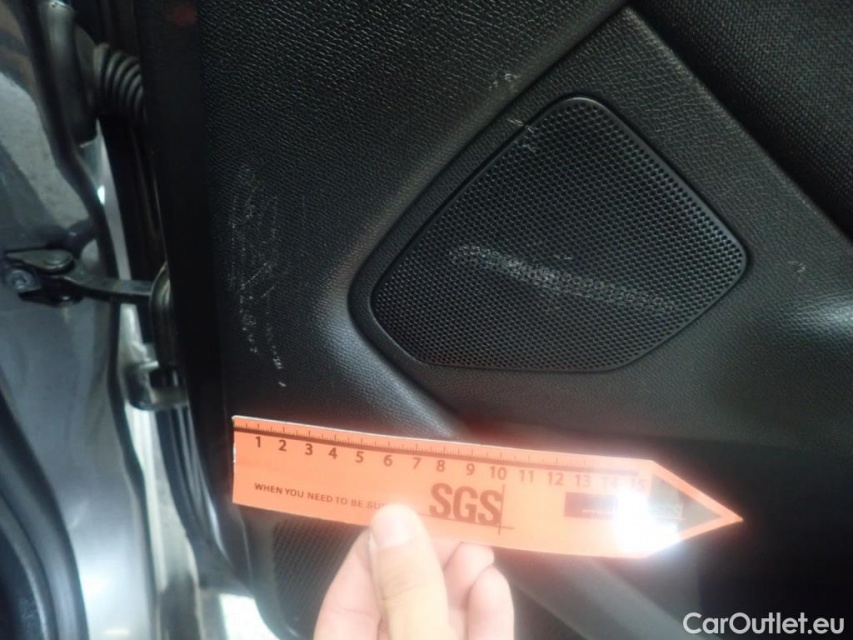 1 2 3 4 5 6 7 8 9 10 11 12 13 14 15
WHEN YOU NEED TO BE
SGS
CarOutlet.eu